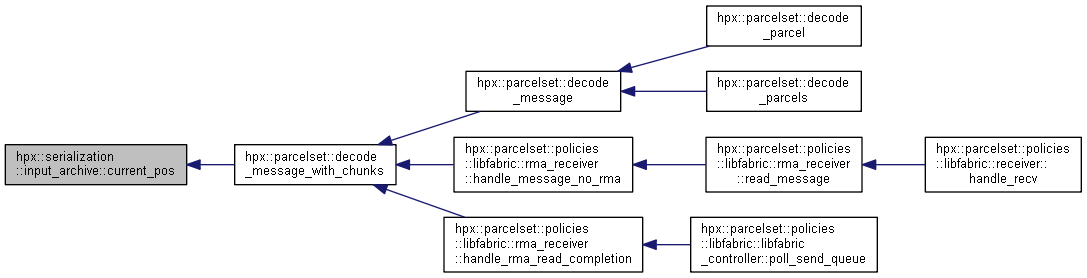 hpx::serialization
::input_archive::current_pos
hpx::parcelset::decode
_message_with_chunks
hpx::parcelset::decode
_message
hpx::parcelset::decode
_parcel
hpx::parcelset::decode
_parcels
hpx::parcelset::policies
::libfabric::rma_receiver
::handle_message_no_rma
hpx::parcelset::policies
::libfabric::rma_receiver
::read_message
hpx::parcelset::policies
::libfabric::receiver::
handle_recv
hpx::parcelset::policies
::libfabric::rma_receiver
::handle_rma_read_completion
hpx::parcelset::policies
::libfabric::libfabric
_controller::poll_send_queue